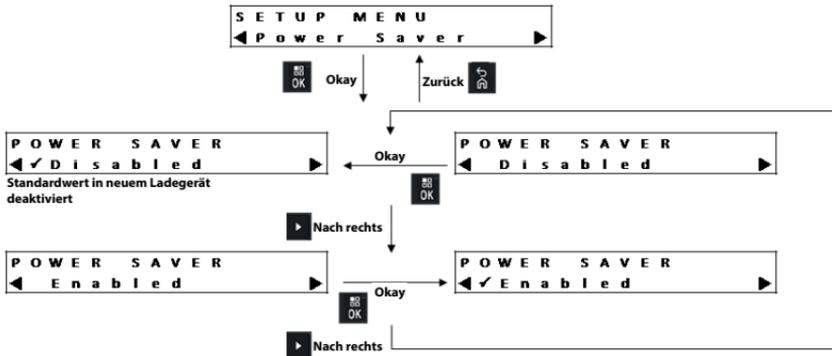 SETUP MENU
◀Power Saver▶
OK
Okay
Zurück
POWER SAVER
◀✓Disabled▶
Standardwert in neuem Ladegerät
deaktiviert
Okay
OK
POWER SAVER
◀ Disabled▶
Nach rechts
POWER SAVER
◀ Enabled▶
Okay
OK
POWER SAVER
◀✓Enabled▶
Nach rechts